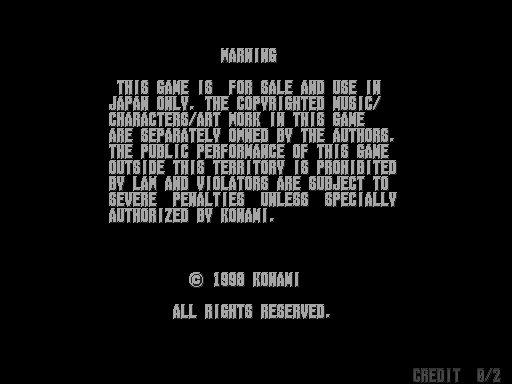 WARNING
THIS GAME IS FOR SALE AND USE IN
JAPAN ONLY. THE COPYRIGHTED MUSIC/
CHARACTERS/ART WORK IN THIS GAME
ARE SEPARATELY OWNED BY THE AUTHORS.
THE PUBLIC PERFORMANCE OF THIS GAME
OUTSIDE THIS TERRITORY IS PROHIBITED
BY LAW AND VIOLATORS ARE SUBJECT TO
SEVERE PENALTIES UNLESS SPECIALLY
AUTHORIZED BY KONAMI.
© 1998 KONAMI
ALL RIGHTS RESERVED.
CREDIT 0/2